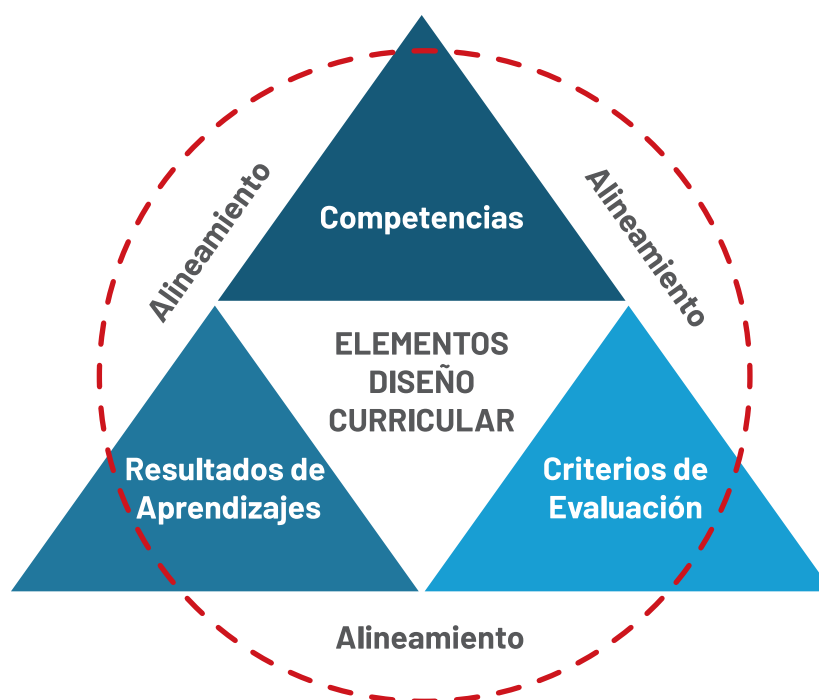 Alineamiento
Alineamiento
Competencias
ELEMENTOS
DISEÑO
CURRICULAR
Resultados de
Aprendizajes
Criterios de
Evaluación
Alineamiento